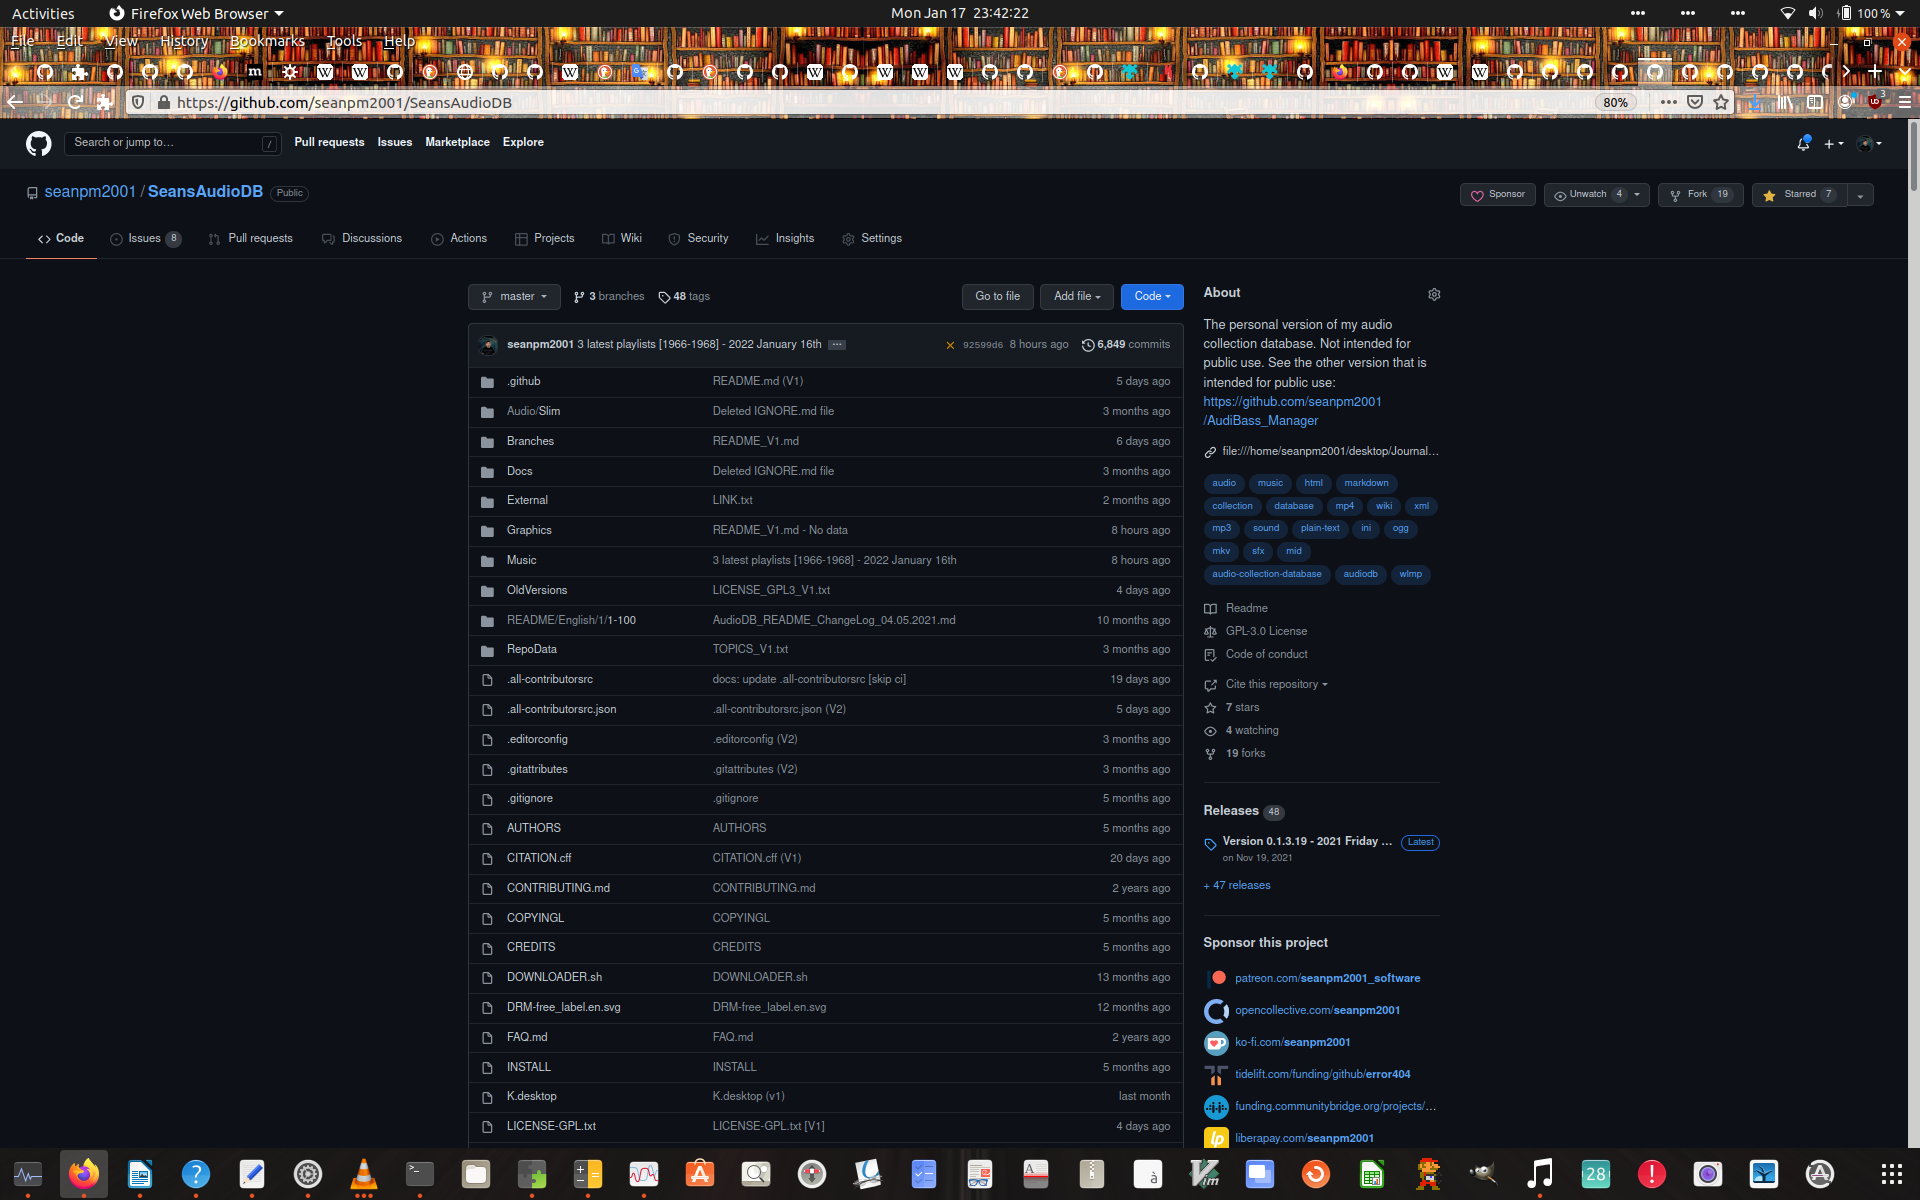 Activities
Firefox Web Browser
Mon Jan 17 23:42:22
100 %
File Edit View History Bookmarks Tools Help
https://github.com/seanpm2001/SeansAudioDB
80%
3
Search or jump to…
/
Pull requests
Issues
Marketplace
Explore
seanpm2001 / SeansAudioDB
Public
Sponsor
Unwatch 4
Fork 19
Starred 7
Code
Issues 8
Pull requests
Discussions
Actions
Projects
Wiki
Security
Insights
Settings
master
3 branches
48 tags
Go to file
Add file
Code
seanpm2001 3 latest playlists [1966-1968] - 2022 January 16th
92599d6 8 hours ago
6,849 commits
.github README.md (V1) 5 days ago
Audio/Slim Deleted IGNORE.md file 3 months ago
Branches README_V1.md 6 days ago
Docs Deleted IGNORE.md file 3 months ago
External LINK.txt 2 months ago
Graphics README_V1.md - No data 8 hours ago
Music 3 latest playlists [1966-1968] - 2022 January 16th 8 hours ago
OldVersions LICENSE_GPL3_V1.txt 4 days ago
README/English/1/1-100 AudioDB_README_ChangeLog_04.05.2021.md 10 months ago
RepoData TOPICS_V1.txt 3 months ago
.all-contributorsrc docs: update .all-contributorsrc [skip ci] 19 days ago
.all-contributorsrc.json .all-contributorsrc.json (V2) 5 days ago
.editorconfig .editorconfig (V2) 3 months ago
.gitattributes .gitattributes (V2) 3 months ago
.gitignore .gitignore 5 months ago
AUTHORS AUTHORS 5 months ago
CITATION.cff CITATION.cff (V1) 20 days ago
CONTRIBUTING.md CONTRIBUTING.md 2 years ago
COPYINGL COPYINGL 5 months ago
CREDITS CREDITS 5 months ago
DOWNLOADER.sh DOWNLOADER.sh 13 months ago
DRM-free_label.en.svg DRM-free_label.en.svg 12 months ago
FAQ.md FAQ.md 2 years ago
INSTALL INSTALL 5 months ago
K.desktop K.desktop (v1) last month
LICENSE-GPL.txt LICENSE-GPL.txt [V1] 4 days ago
About
The personal version of my audio
collection database. Not intended for
public use. See the other version that is
intended for public use:
https://github.com/seanpm2001
/AudiBass_Manager
file:///home/seanpm2001/desktop/Journal…
audio music html markdown
collection database mp4 wiki xml
mp3 sound plain-text ini ogg
mkv sfx mid
audio-collection-database audiodb wlmp
Readme
GPL-3.0 License
Code of conduct
Cite this repository
7 stars
4 watching
19 forks
Releases 48
Version 0.1.3.19 - 2021 Friday ... Latest
on Nov 19, 2021
+ 47 releases
Sponsor this project
patreon.com/seanpm2001_software
opencollective.com/seanpm2001
ko-fi.com/seanpm2001
tidelift.com/funding/github/error404
funding.communitybridge.org/projects/…
liberapay.com/seanpm2001
28